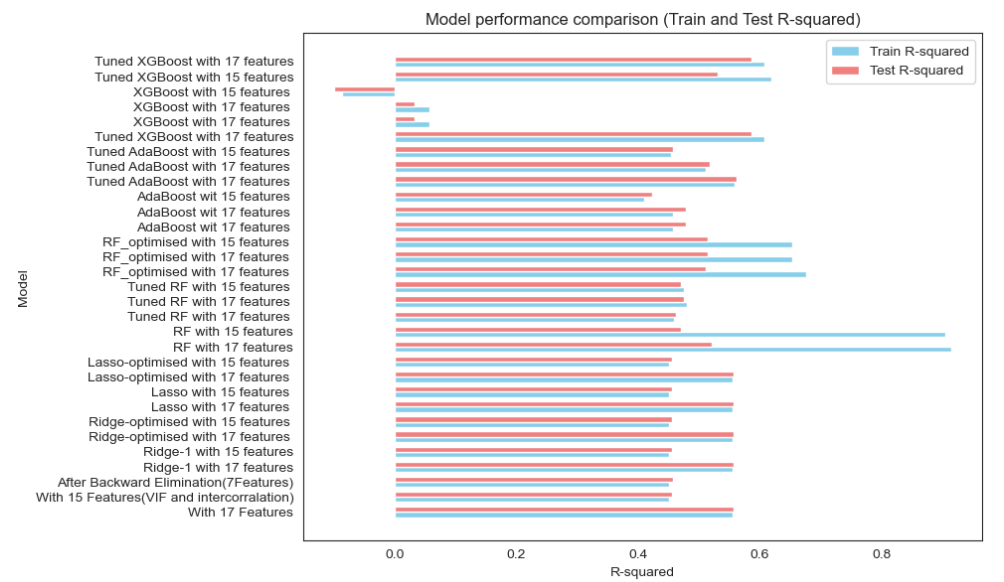 Model performance comparison (Train and Test R-squared)
Train R-squared
Test R-squared
Tuned XGBoost with 17 features
Tuned XGBoost with 15 features
XGBoost with 15 features
XGBoost with 17 features
XGBoost with 17 features
Tuned XGBoost with 17 features
Tuned AdaBoost with 15 features
Tuned AdaBoost with 17 features
Tuned AdaBoost with 17 features
AdaBoost wit 15 features
AdaBoost wit 17 features
AdaBoost wit 17 features
RF_optimised with 15 features
RF_optimised with 17 features
RF_optimised with 17 features
Tuned RF with 15 features
Tuned RF with 17 features
Tuned RF with 17 features
RF with 15 features
RF with 17 features
Lasso-optimised with 15 features
Lasso-optimised with 17 features
Lasso with 15 features
Lasso with 17 features
Ridge-optimised with 15 features
Ridge-optimised with 17 features
Ridge-1 with 15 features
Ridge-1 with 17 features
After Backward Elimination(7Features)
With 15 Features(VIF and intercorralation)
With 17 Features
Model
0.0 0.2 0.4 0.6 0.8
R-squared